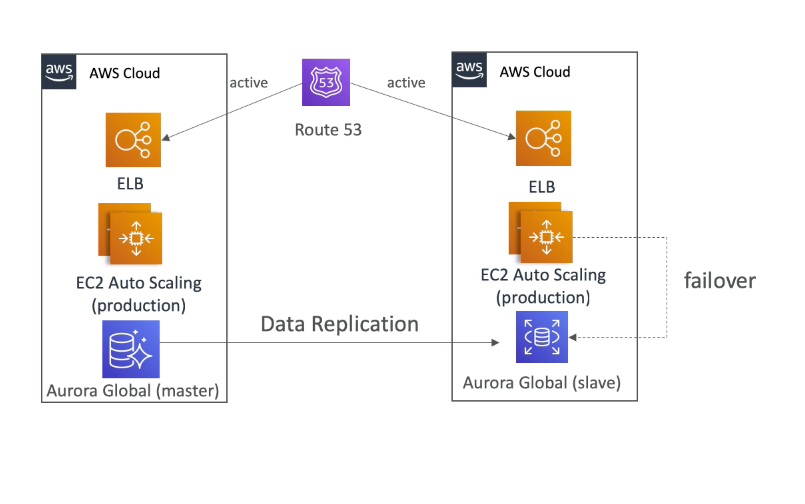 aws
AWS Cloud
active
53
Route 53
active
aws
AWS Cloud
ELB
EC2 Auto Scaling
(production)
Aurora Global (master)
Data Replication
ELB
EC2 Auto Scaling
(production)
Aurora Global (slave)
failover